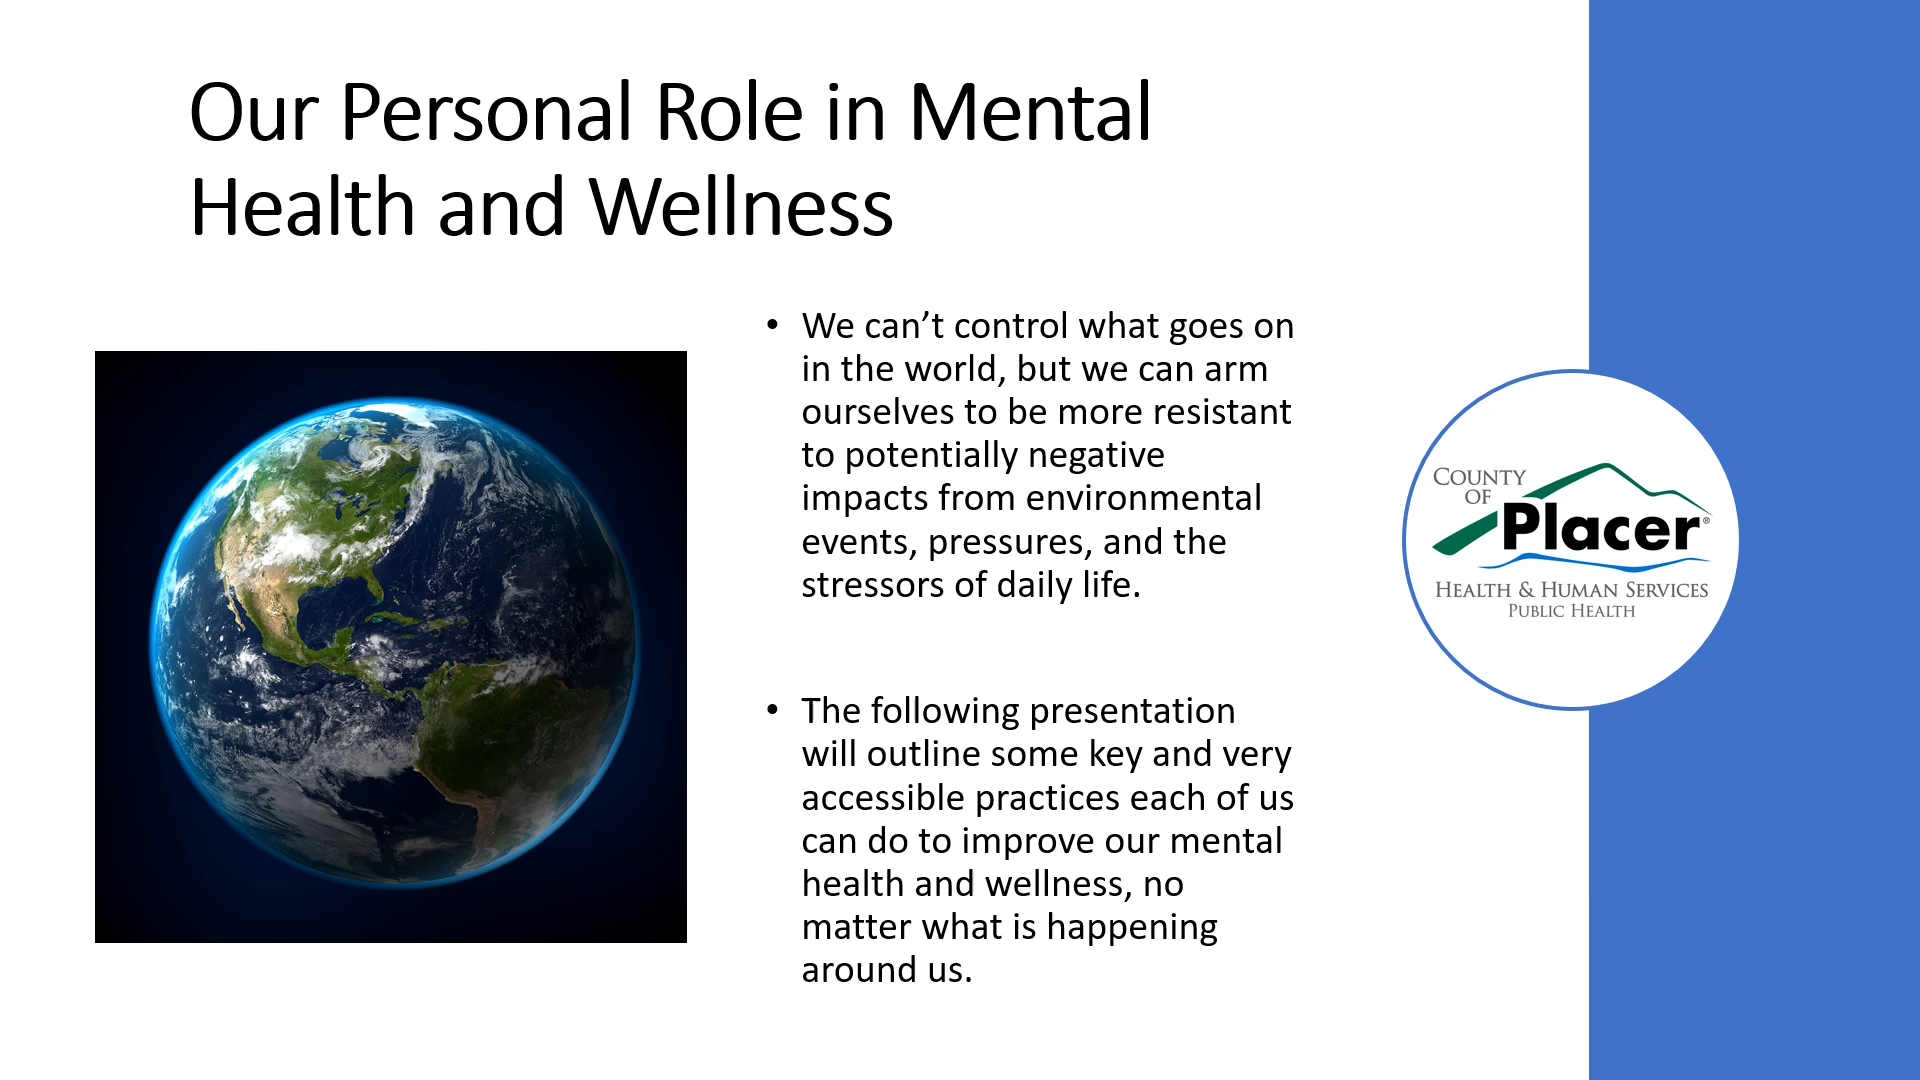 Our Personal Role in Mental
Health and Wellness
• We can’t control what goes on
in the world, but we can arm
ourselves to be more resistant
to potentially negative
impacts from environmental
events, pressures, and the
stressors of daily life.
• The following presentation
will outline some key and very
accessible practices each of us
can do to improve our mental
health and wellness, no
matter what is happening
around us.
COUNTY
OF
Placer®
HEALTH & HUMAN SERVICES
PUBLIC HEALTH